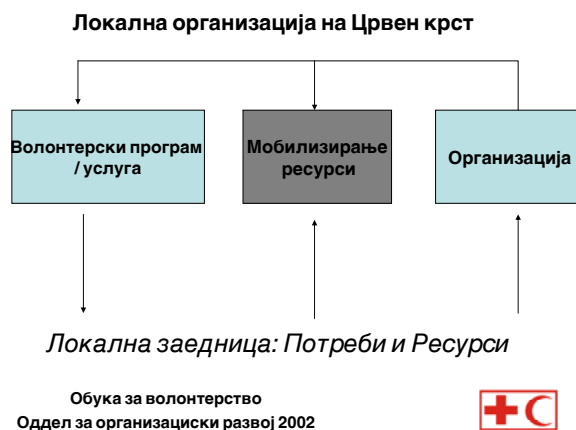 Локална организација на Црвен крст
Волонтерски програм
/ услуга
Мобилизирање
ресурси
Организација
Локална заедница: Потреби и Ресурси
Обука за волонтерство
Оддел за организациски развој 2002